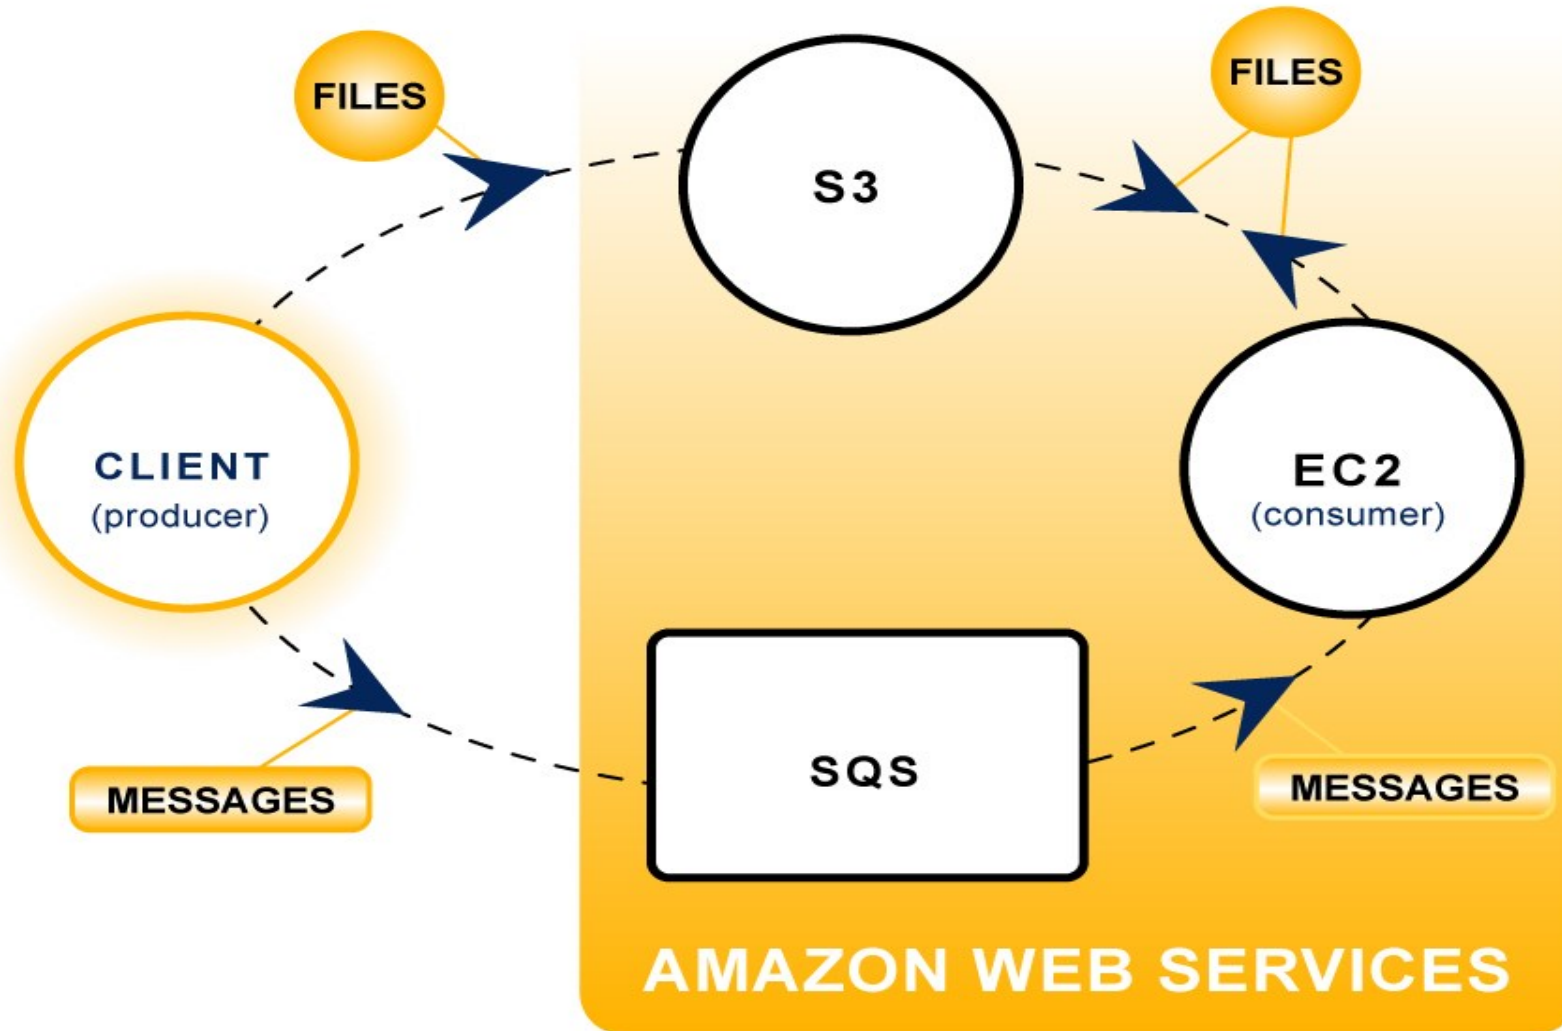 FILES
FILES
S3
CLIENT
(producer)
EC2
(consumer)
SQS
MESSAGES
MESSAGES
AMAZON WEB SERVICES